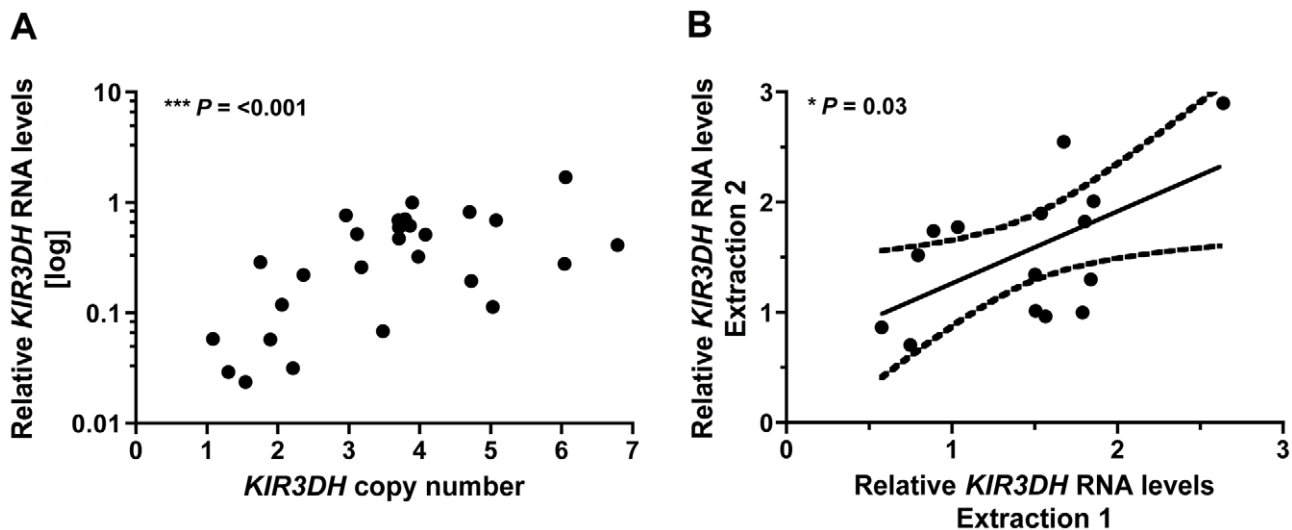 A
Relative KIR3DH RNA levels
[log]
*** P = <0.001
10
1
0.1
0.01
0 1 2 3 4 5 6 7
KIR3DH copy number
B
Relative KIR3DH RNA levels
Extraction 2
* P = 0.03
3
2
1
0
0 1 2 3
Relative KIR3DH RNA levels
Extraction 1